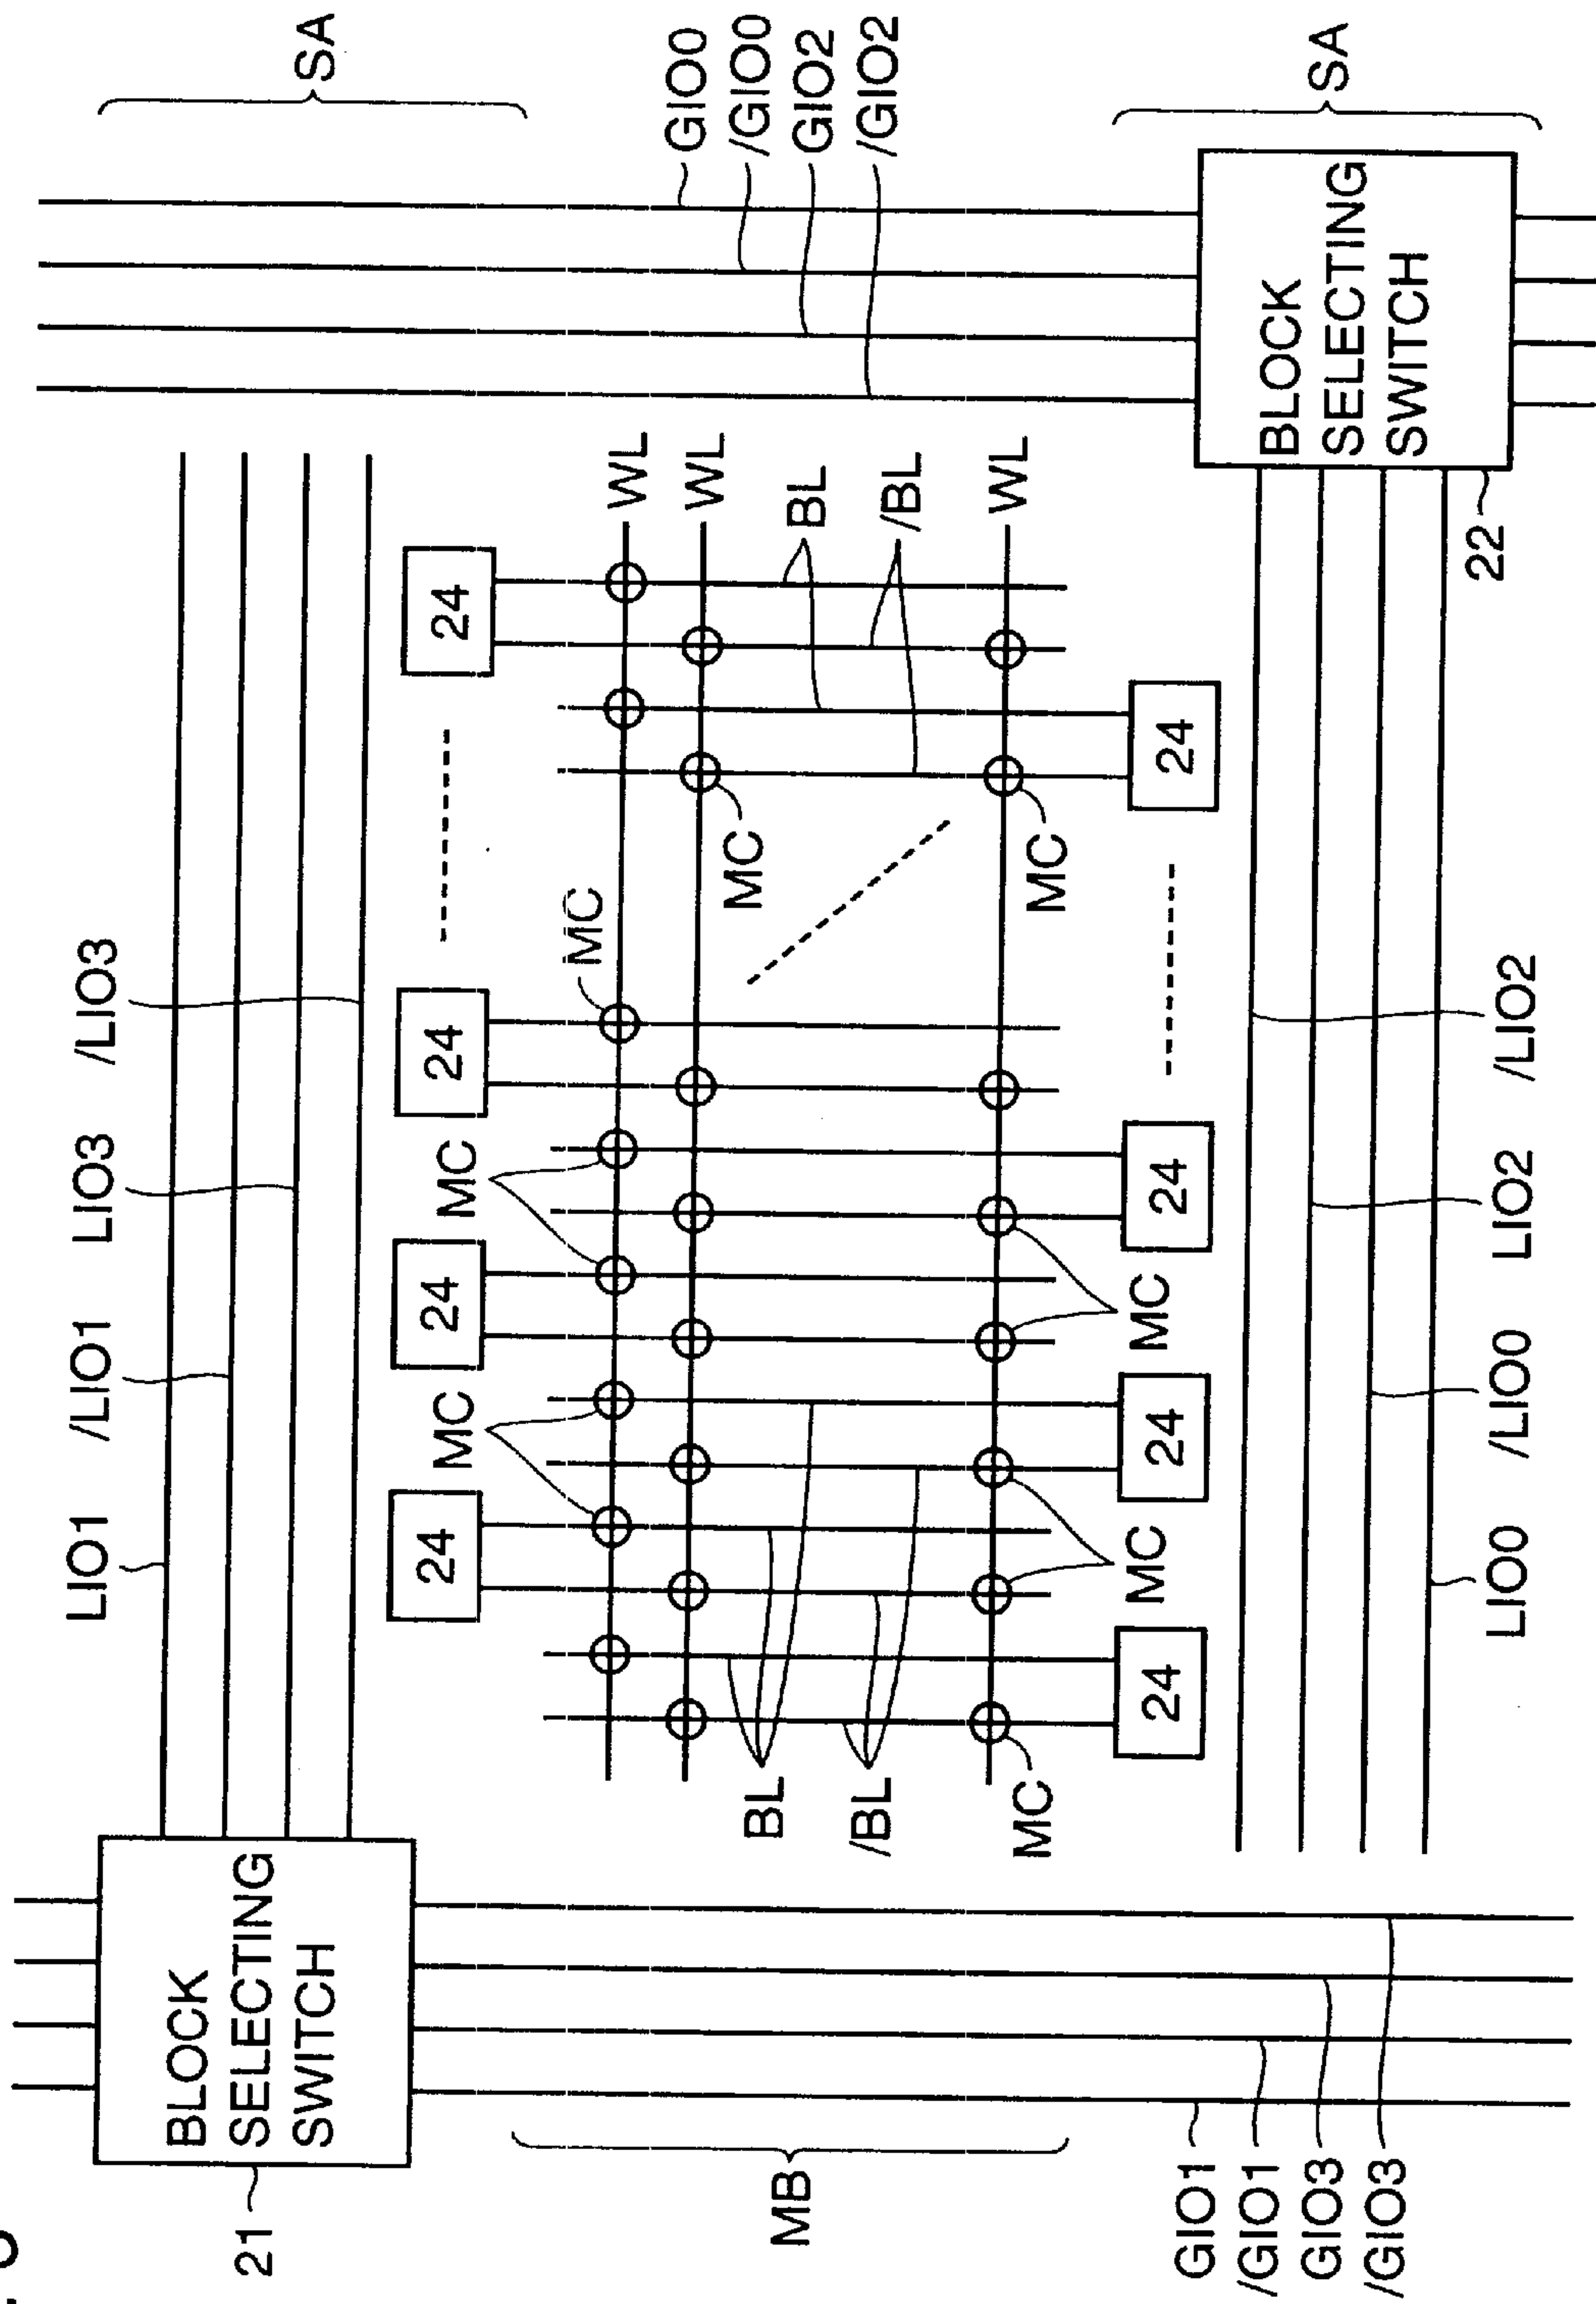 SA
LIO1
/LIO1
LIO3
/LIO3
BLOCK
SELECTING
SWITCH
21
GIO0
/GIO0
GIO2
/GIO2
24
24
24
24
MC
MC
MC
WL
WL
WL
MC
MC
BL
/BL
BL
/BL
MB
MC
MC
MC
24
24
24
24
GIO1
/GIO1
GIO3
/GIO3
LIO0
/LIO0
LIO2
/LIO2
BLOCK
SELECTING
SWITCH
22
SA